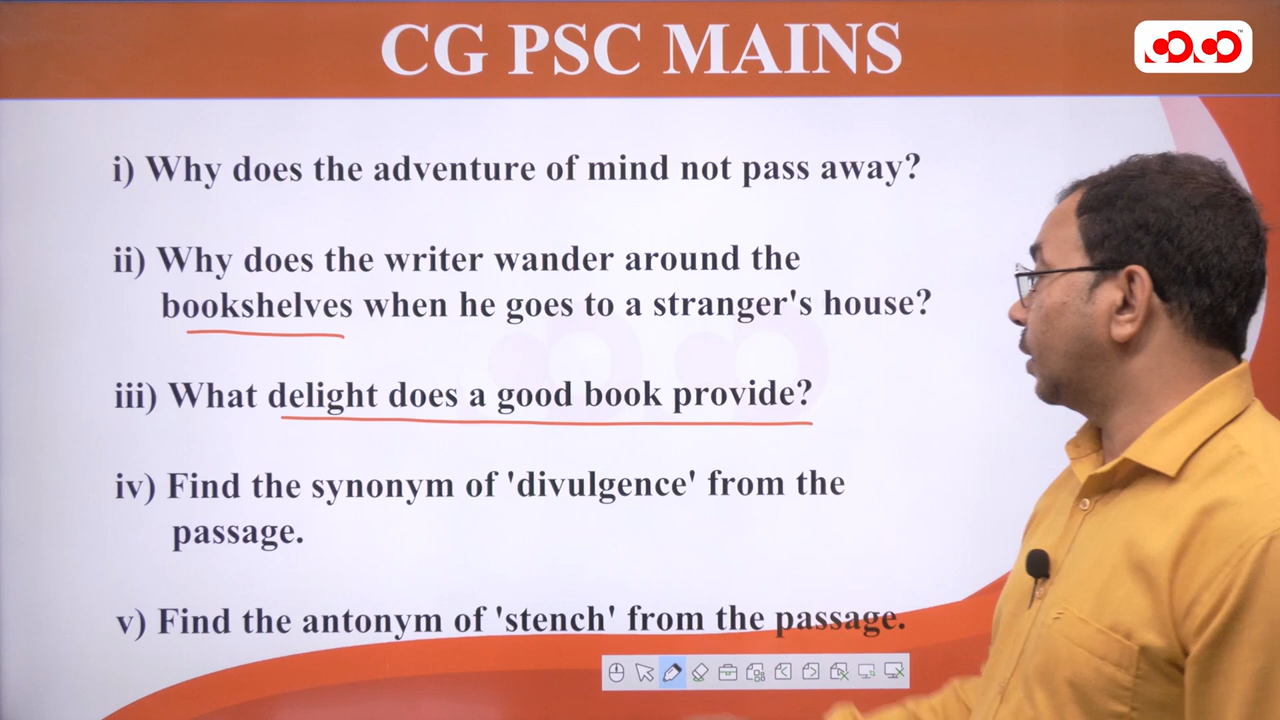 CG PSC MAINS
i) Why does the adventure of mind not pass away?
ii) Why does the writer wander around the
bookshelves when he goes to a stranger's house?
iii) What delight does a good book provide?
iv) Find the synonym of 'divulgence' from the
passage.
v) Find the antonym of 'stench' from the passage.